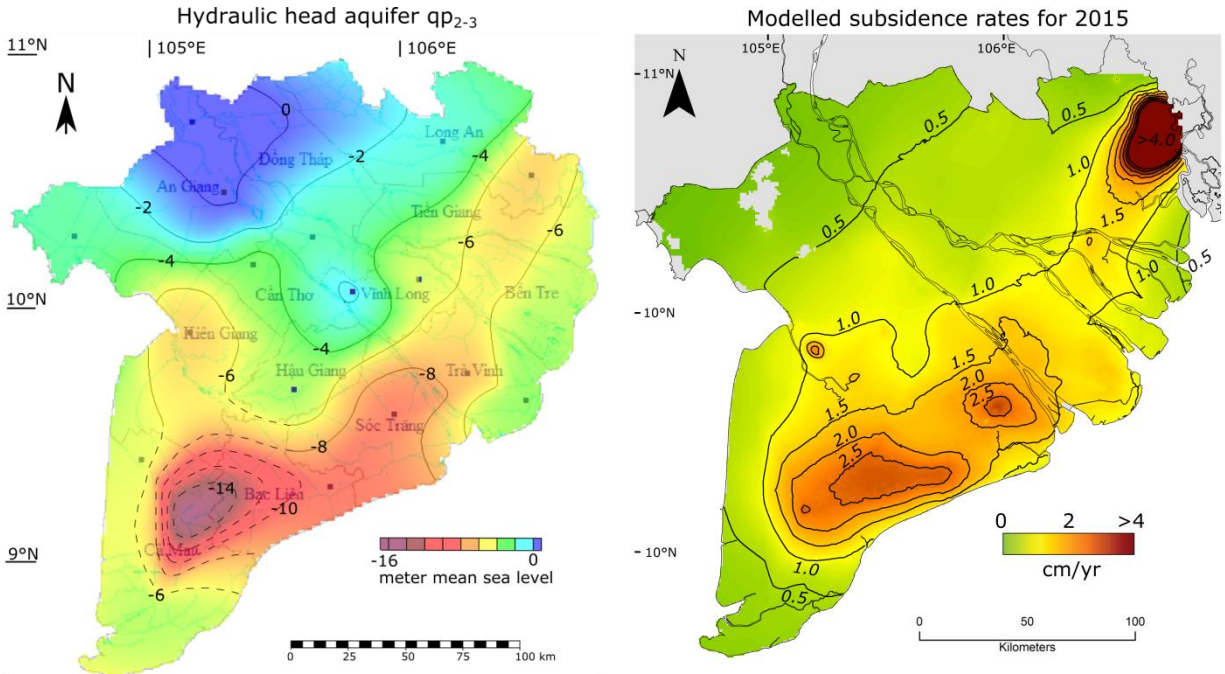 Hydraulic head aquifer qp2-3
11°N
105°E
106°E
N
0
Long An
Đồng Tháp
-2
-4
An Giang
-2
Tiền Giang
-6
-6
-4
10°N
Cần Thơ
Vĩnh Long
Bến Tre
Kiên Giang
-4
-6
Hậu Giang
-8
Trà Vinh
Sóc Trăng
-8
-14
Bạc Liêu
-10
9°N
Cà Mau
-16
0
meter mean sea level
-6
0
25
50
75
100 km
Modelled subsidence rates for 2015
105°E
106°E
11°N
N
0.5
0.5
>4.0
1.0
1.5
0.5
0
1.0
0.5
10°N
1.0
1.0
1.5
2.0
2.5
1.5
2.0
2.5
0
2
>4
cm/yr
10°N
1.0
0.5
0
50
100
Kilometers